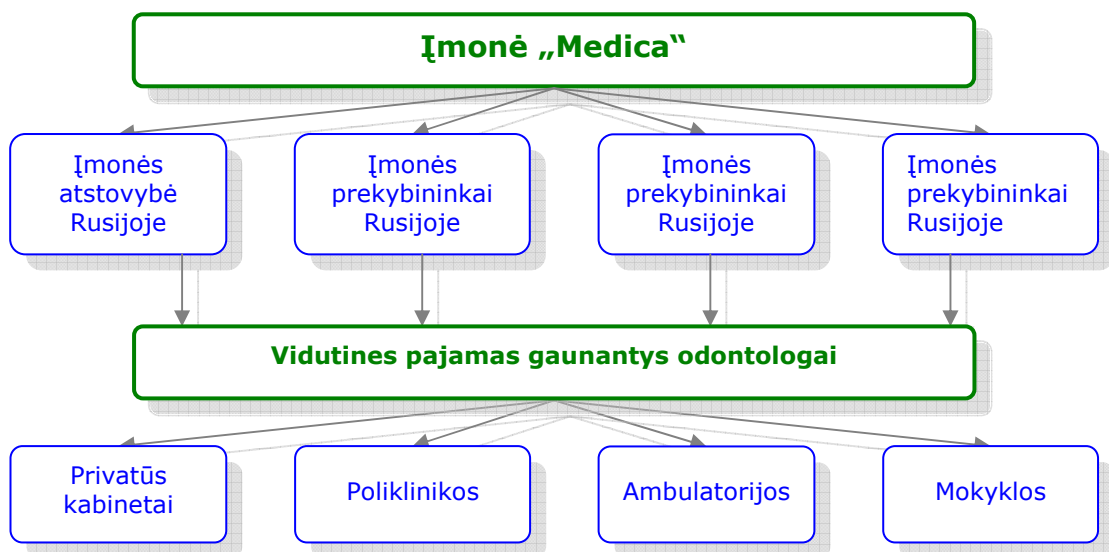 Įmonė „Medica“
Įmonės
atstovybė
Rusijoje
Įmonės
prekybininkai
Rusijoje
Įmonės
prekybininkai
Rusijoje
Įmonės
prekybininkai
Rusijoje
Vidutines pajamas gaunantys odontologai
Privatūs
kabinetai
Poliklinikos
Ambulatorijos
Mokyklos